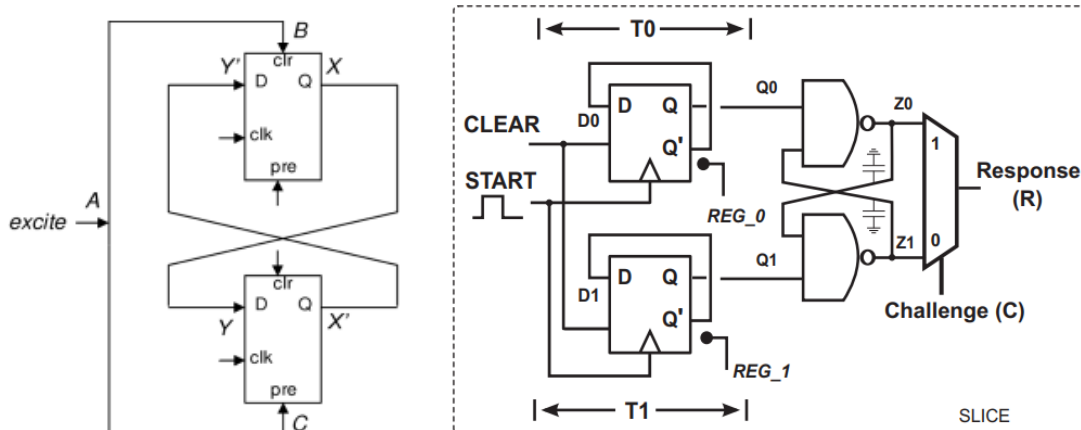 B
Y'
clr
X
D
Q
clk
pre
A
excite
clr
D
Q
Y
X'
clk
pre
C
T0
D
Q
Q0
Z0
D0
CLEAR
Q'
1
START
Response
(R)
REG_0
D
Q
Q1
Z1
0
D1
Q'
Challenge (C)
REG_1
T1
SLICE